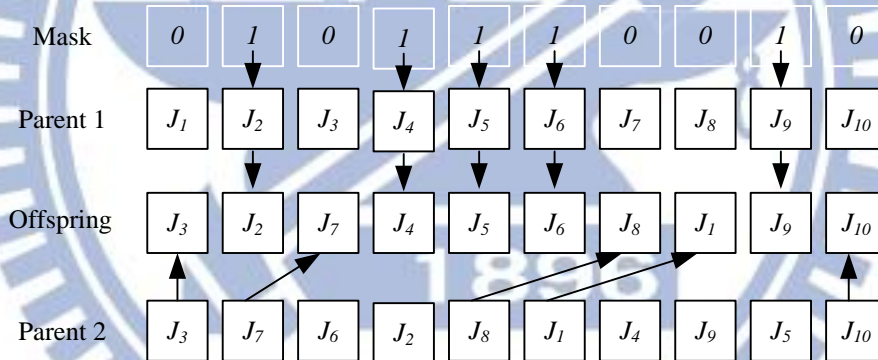 Mask 0 1 0 1 1 1 0 0 1 0
Parent 1 J1 J2 J3 J4 J5 J6 J7 J8 J9 J10
Offspring J3 J2 J7 J4 J5 J6 J8 J1 J9 J10
1896
Parent 2 J3 J7 J6 J2 J8 J1 J4 J9 J5 J10